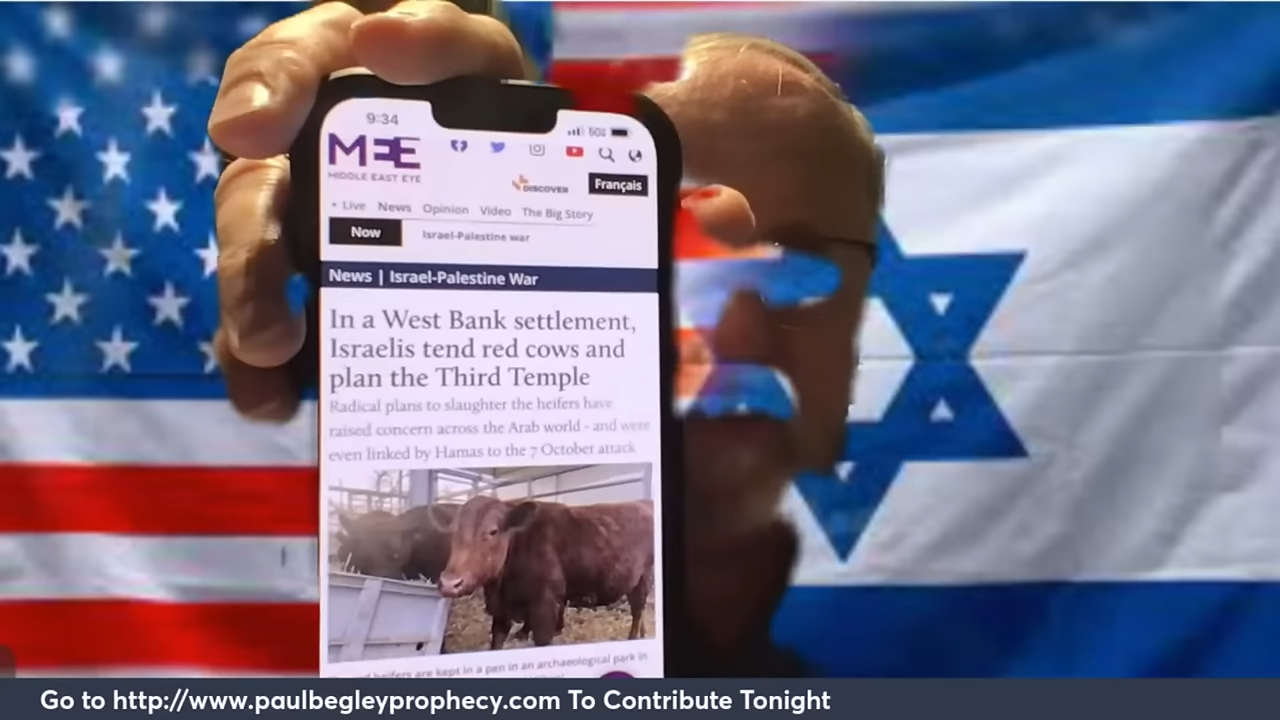 9:34
5G
MEE
MIDDLE EAST EYE
DISCOVER
Français
Live News Opinion Video The Big Story
Now
Israel-Palestine war
News | Israel-Palestine War
In a West Bank settlement,
Israelis tend red cows and
plan the Third Temple
Radical plans to slaughter the heifers have
raised concern across the Arab world - and were
even linked by Hamas to the 7 October attack
heifers are kept in a pen in an archaeological park in
Go to http://www.paulbegleyprophecy.com To Contribute Tonight